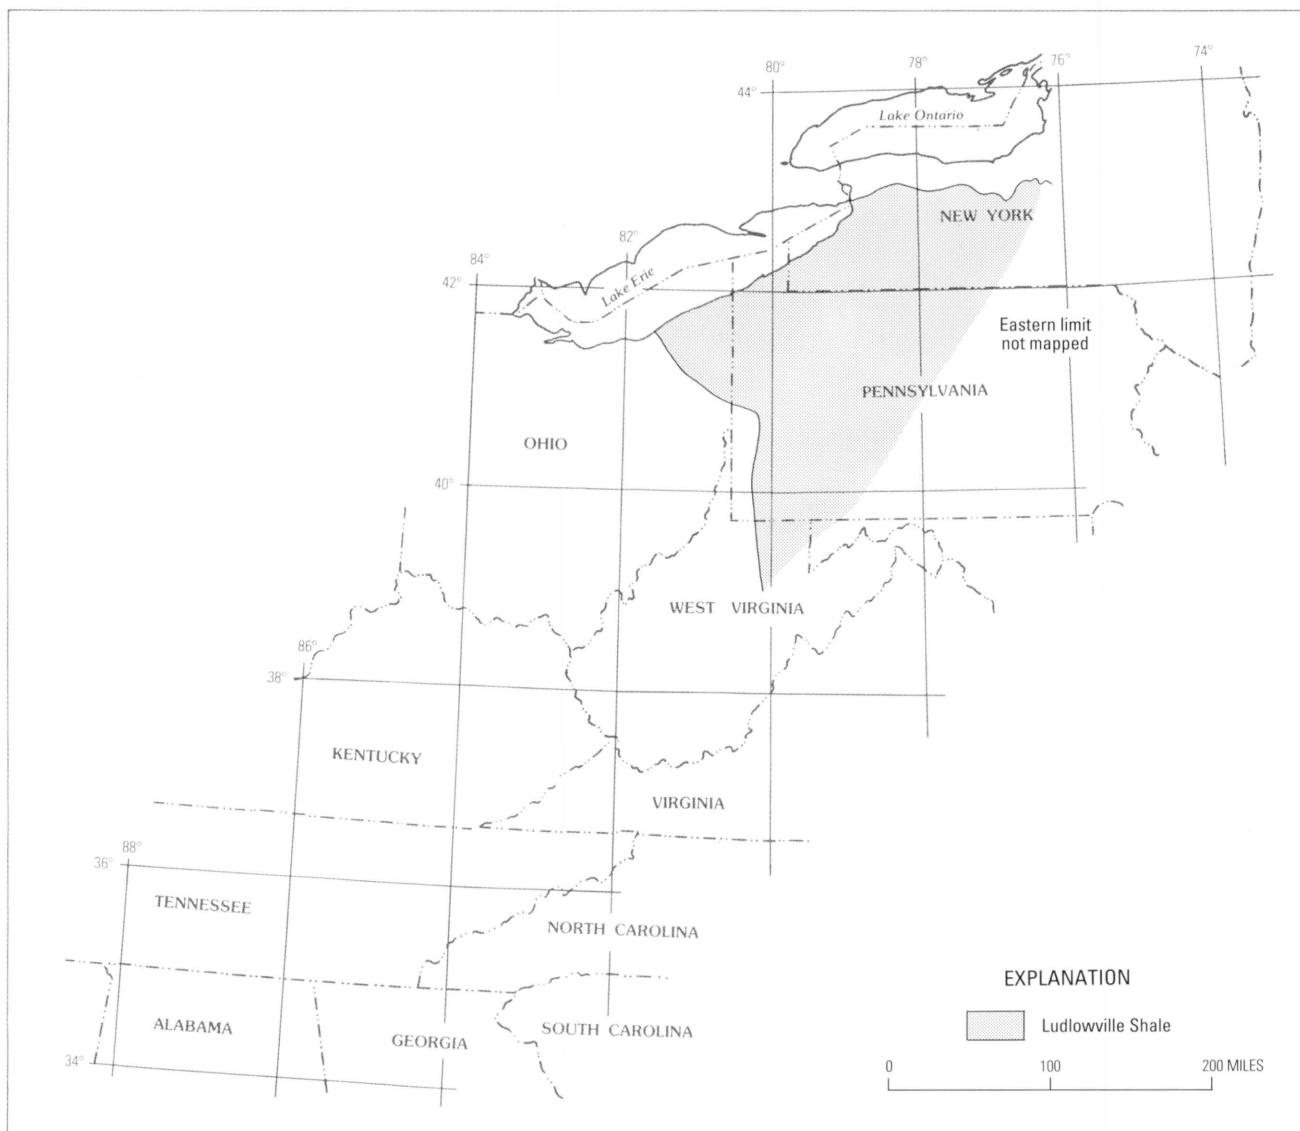 74°
76°
78°
80°
44°
Lake Ontario
NEW YORK
82°
84°
42°
Lake Erie
Eastern limit
not mapped
PENNSYLVANIA
OHIO
40°
WEST VIRGINIA
86°
38°
KENTUCKY
VIRGINIA
88°
36°
TENNESSEE
NORTH CAROLINA
EXPLANATION
Ludlowville Shale
ALABAMA
GEORGIA
SOUTH CAROLINA
34°
0 100 200 MILES